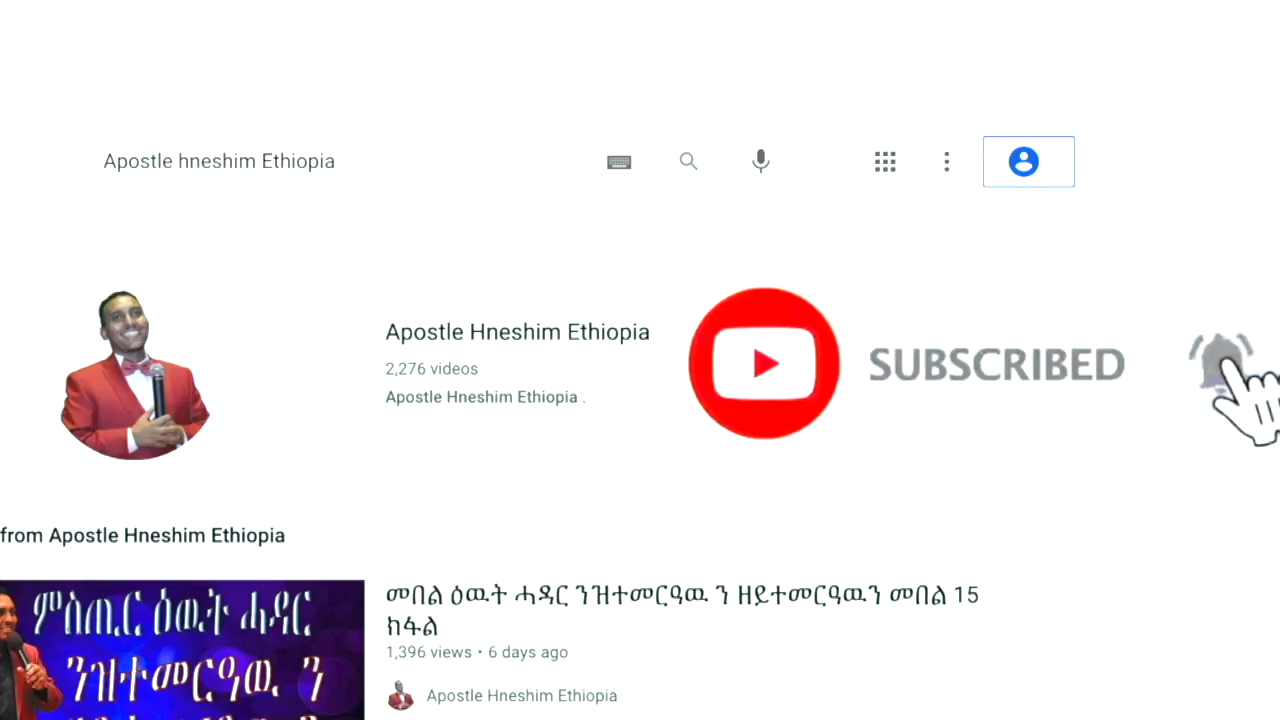 Apostle hneshim Ethiopia
Apostle Hneshim Ethiopia
2,276 videos
Apostle Hneshim Ethiopia .
SUBSCRIBED
from Apostle Hneshim Ethiopia
ምስጢር ዕዉት ሓዳር
ንዝተመርዓዉ ን
መበል ዕዉት ሓዳር ንዝተመርዓዉ ን ዘይተመርዓዉን መበል 15
ክፋል
1,396 views • 6 days ago
Apostle Hneshim Ethiopia